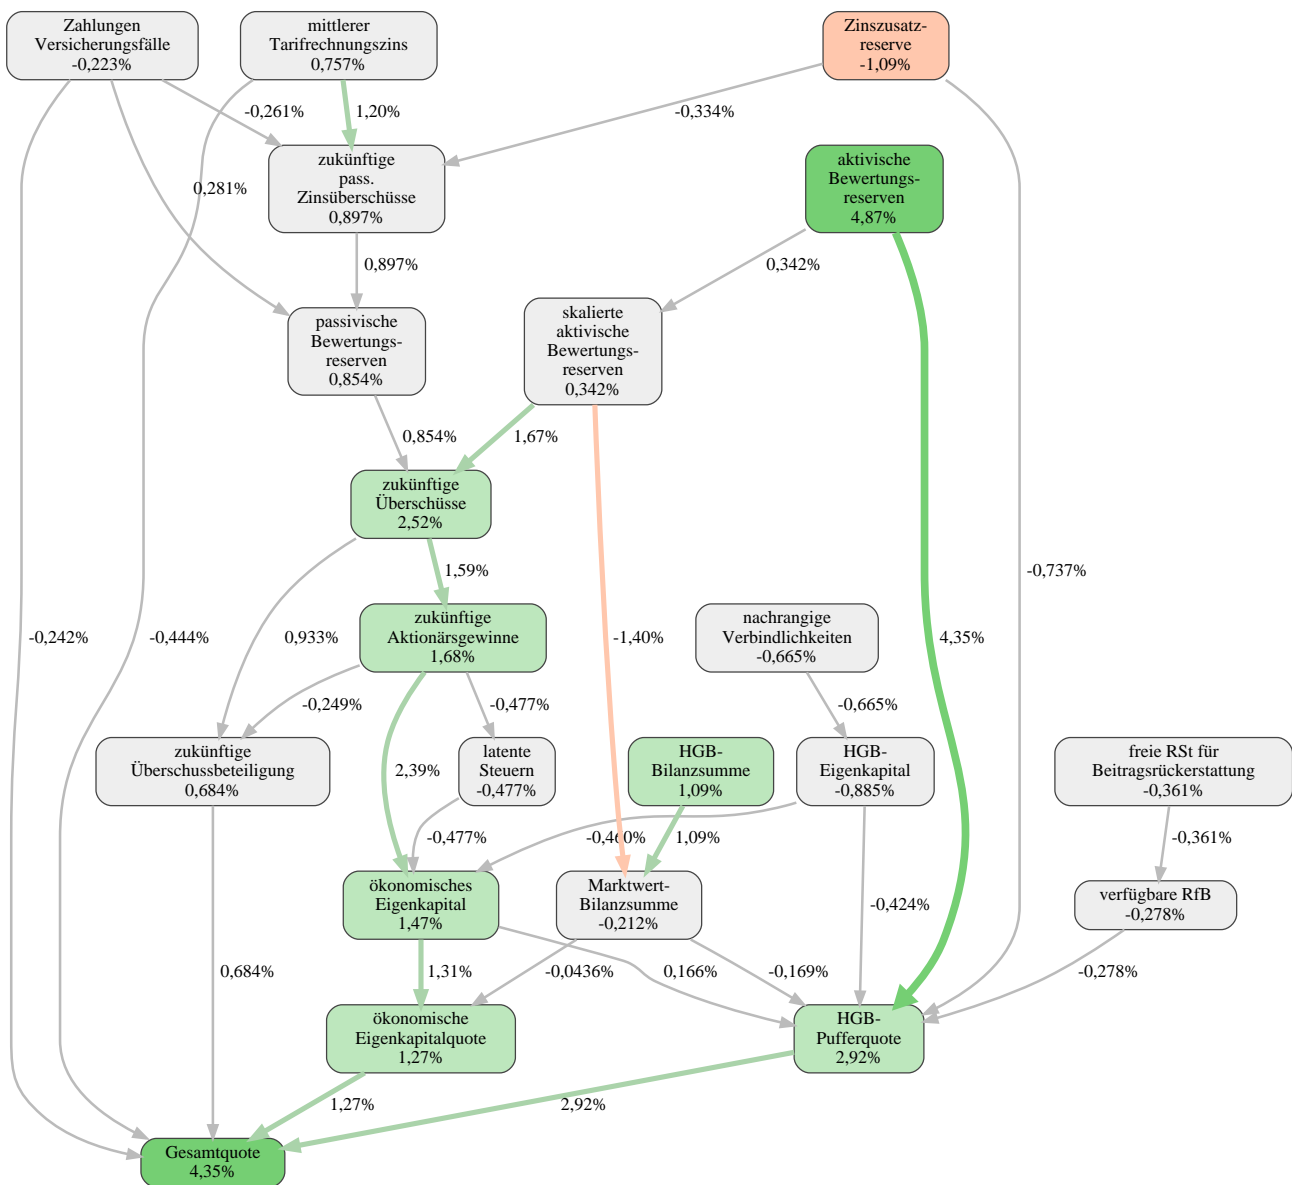 Zahlungen
Versicherungsfälle
-0,223%
mittlerer
Tarifrechnungszins
0,757%
Zinszusatz-
reserve
-1,09%
-0,261%
1,20%
-0,334%
zukünftige
pass.
Zinsüberschüsse
0,897%
aktivische
Bewertungs-
reserven
4,87%
0,281%
0,897%
0,342%
passivische
Bewertungs-
reserven
0,854%
skalierte
aktivische
Bewertungs-
reserven
0,342%
0,854%
1,67%
zukünftige
Überschüsse
2,52%
1,59%
-0,737%
zukünftige
Aktionärsgewinne
1,68%
nachrangige
Verbindlichkeiten
-0,665%
-0,242%
-0,444%
0,933%
-1,40%
4,35%
-0,249%
-0,477%
-0,665%
zukünftige
Überschussbeteiligung
0,684%
2,39%
latente
Steuern
-0,477%
HGB-
Bilanzsumme
1,09%
HGB-
Eigenkapital
-0,885%
freie RSt für
Beitragsrückerstattung
-0,361%
-0,477%
-0,460%
1,09%
-0,361%
ökonomisches
Eigenkapital
1,47%
Marktwert-
Bilanzsumme
-0,212%
-0,424%
verfügbare RfB
-0,278%
0,684%
1,31%
-0,0436%
0,166%
-0,169%
-0,278%
ökonomische
Eigenkapitalquote
1,27%
HGB-
Pufferquote
2,92%
1,27%
2,92%
Gesamtquote
4,35%